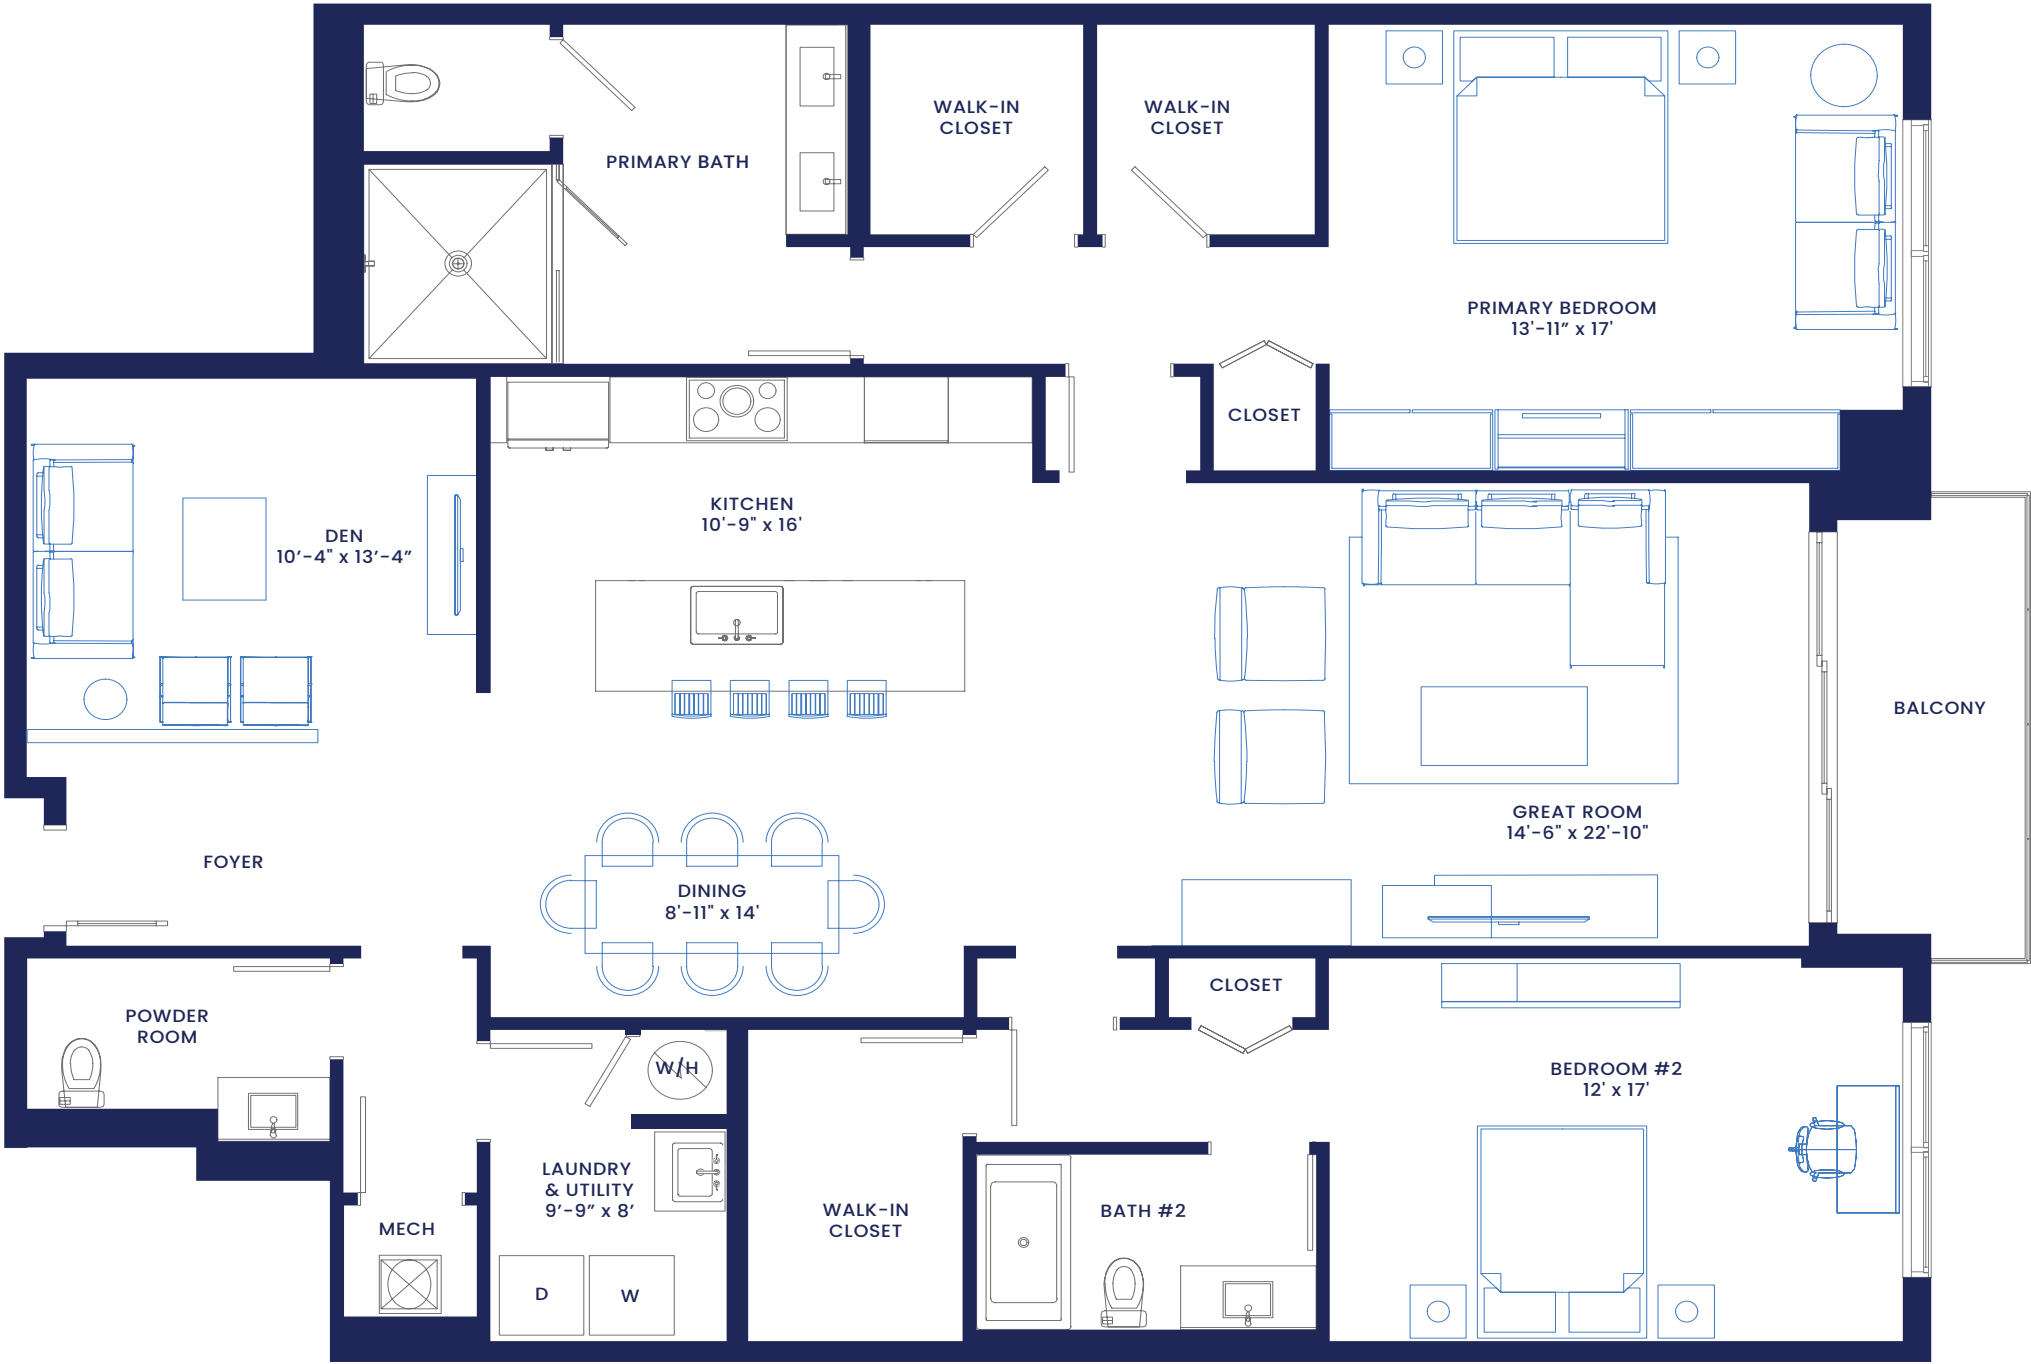 WALK-IN
CLOSET
WALK-IN
CLOSET
PRIMARY BATH
PRIMARY BEDROOM
13'-11” x 17'
CLOSET
KITCHEN
10'-9" x 16'
DEN
10’-4" x 13’-4”
BALCONY
GREAT ROOM
14'-6" x 22'-10"
FOYER
DINING
8'-11" x 14'
CLOSET
POWDER
ROOM
W/H
BEDROOM #2
12' x 17'
LAUNDRY
& UTILITY
9’-9” x 8’
WALK-IN
CLOSET
BATH #2
MECH
D
W